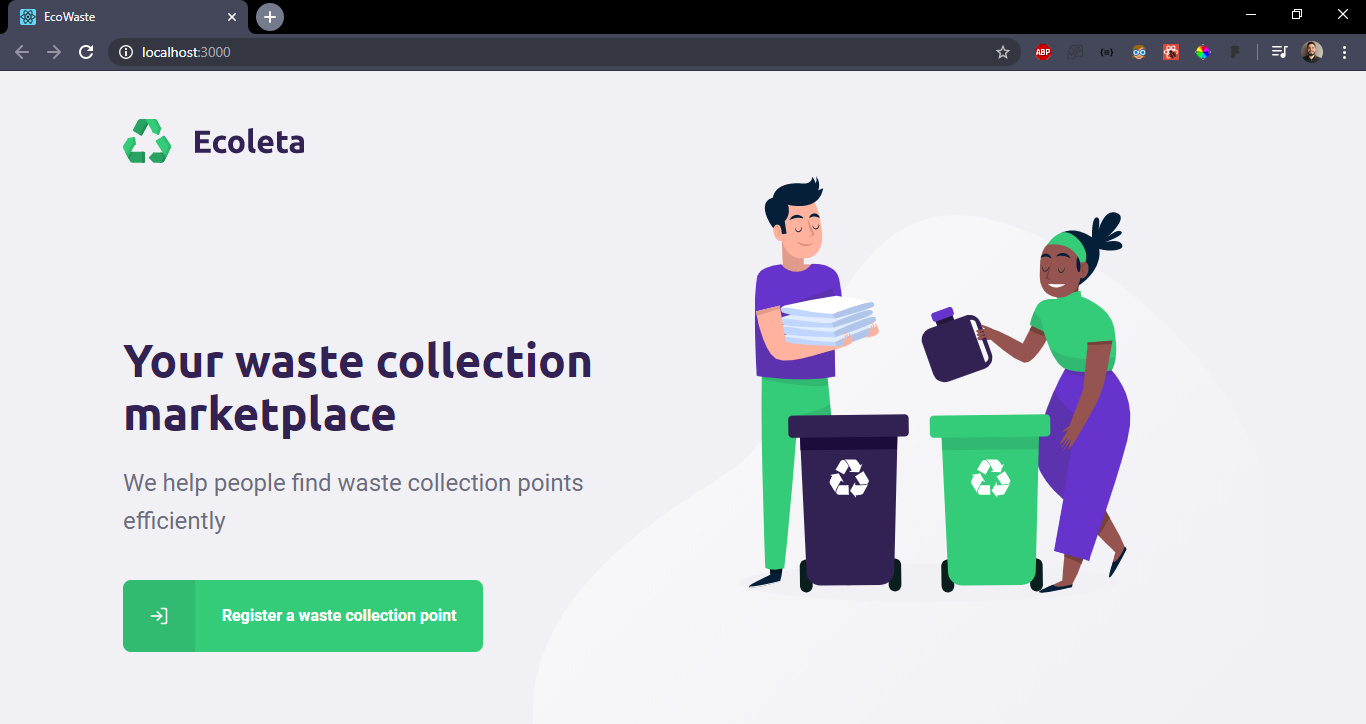 EcoWaste
localhost:3000
ABP
Ecoleta
Your waste collection
marketplace
We help people find waste collection points
efficiently
Register a waste collection point